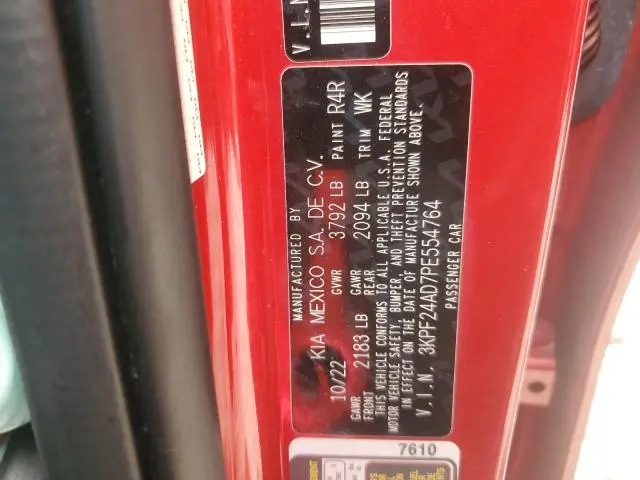 V.I.N
MANUFACTURED BY
KIA MEXICO S.A. DE C.V.
10/22 GVWR 3792 LB PAINT R4R
GAWR FRONT 2183 LB GAWR REAR 2094 LB TRIM WK
THIS VEHICLE CONFORMS TO ALL APPLICABLE U.S.A. FEDERAL
MOTOR VEHICLE SAFETY, BUMPER, AND THEFT PREVENTION STANDARDS
IN EFFECT ON THE DATE OF MANUFACTURE SHOWN ABOVE.
V.I.N. 3KPF24AD7PE554764
PASSENGER CAR
7610